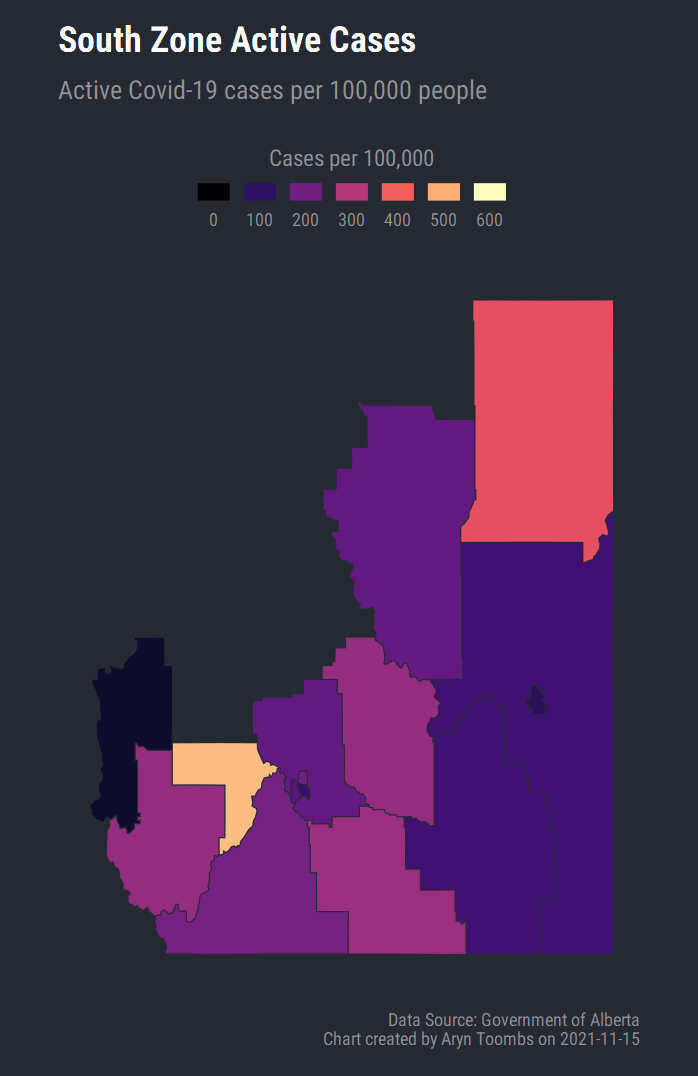 South Zone Active Cases
Active Covid-19 cases per 100,000 people
Cases per 100,000
0 100 200 300 400 500 600
Data Source: Government of Alberta
Chart created by Aryn Toombs on 2021-11-15